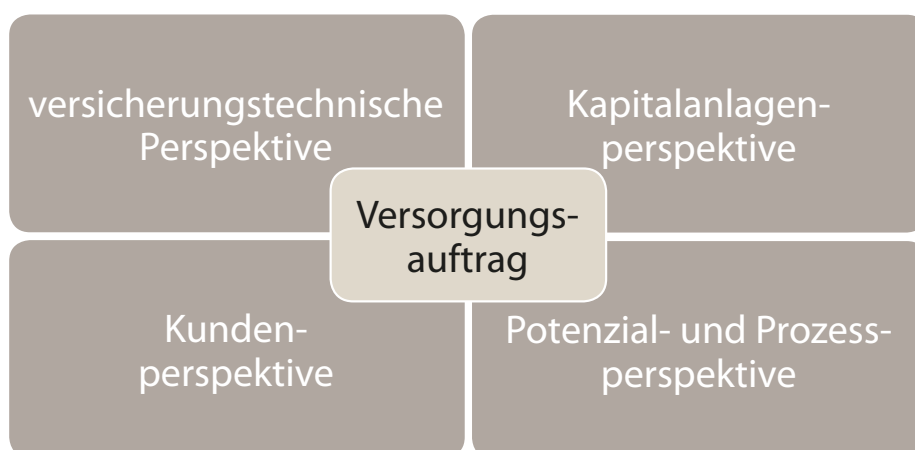 versicherungstechnische
Perspektive
Kapitalanlagen-
perspektive
Versorgungs-
auftrag
Kunden-
perspektive
Potenzial- und Prozess-
perspektive